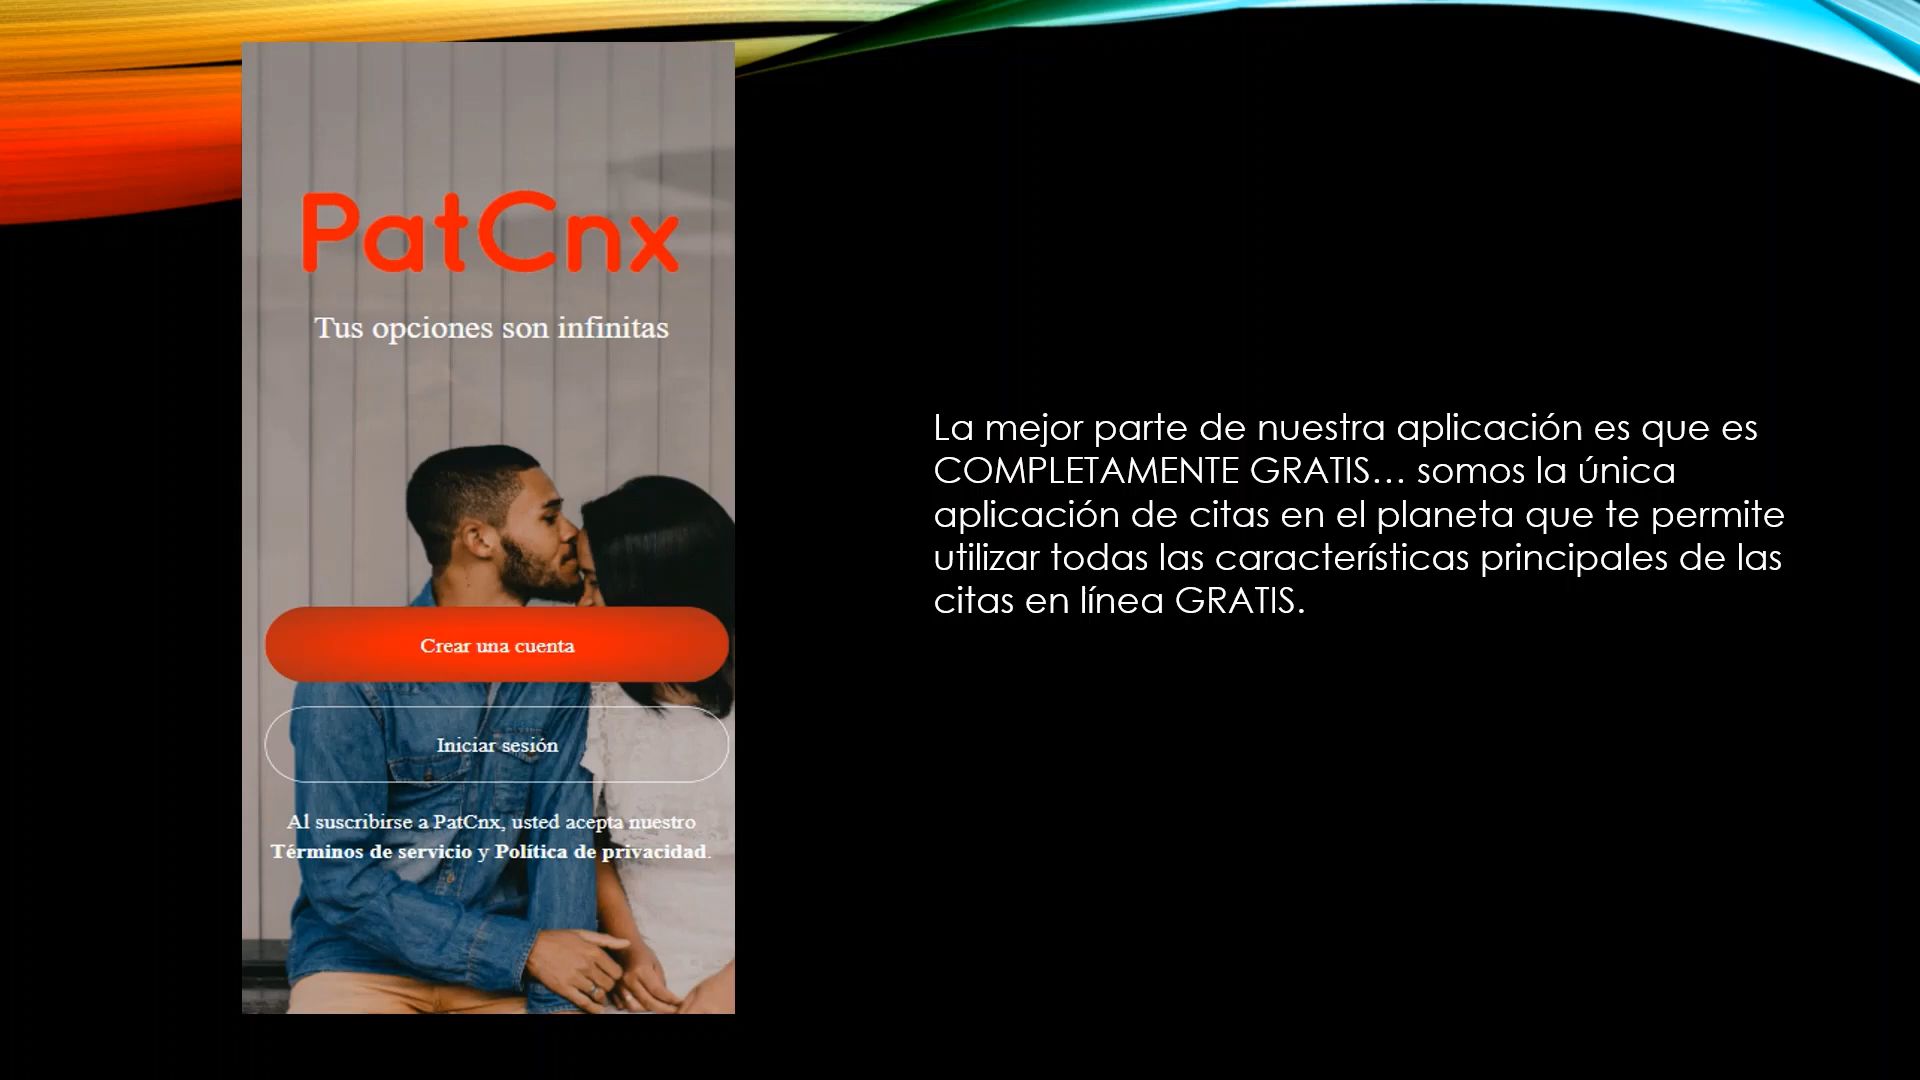 PatCnx
Tus opciones son infinitas
Crear una cuenta
Iniciar sesión
Al suscribirse a PatCnx, usted acepta nuestro
Términos de servicio y Política de privacidad.
La mejor parte de nuestra aplicación es que es
COMPLETAMENTE GRATIS… somos la única
aplicación de citas en el planeta que te permite
utilizar todas las características principales de las
citas en línea GRATIS.